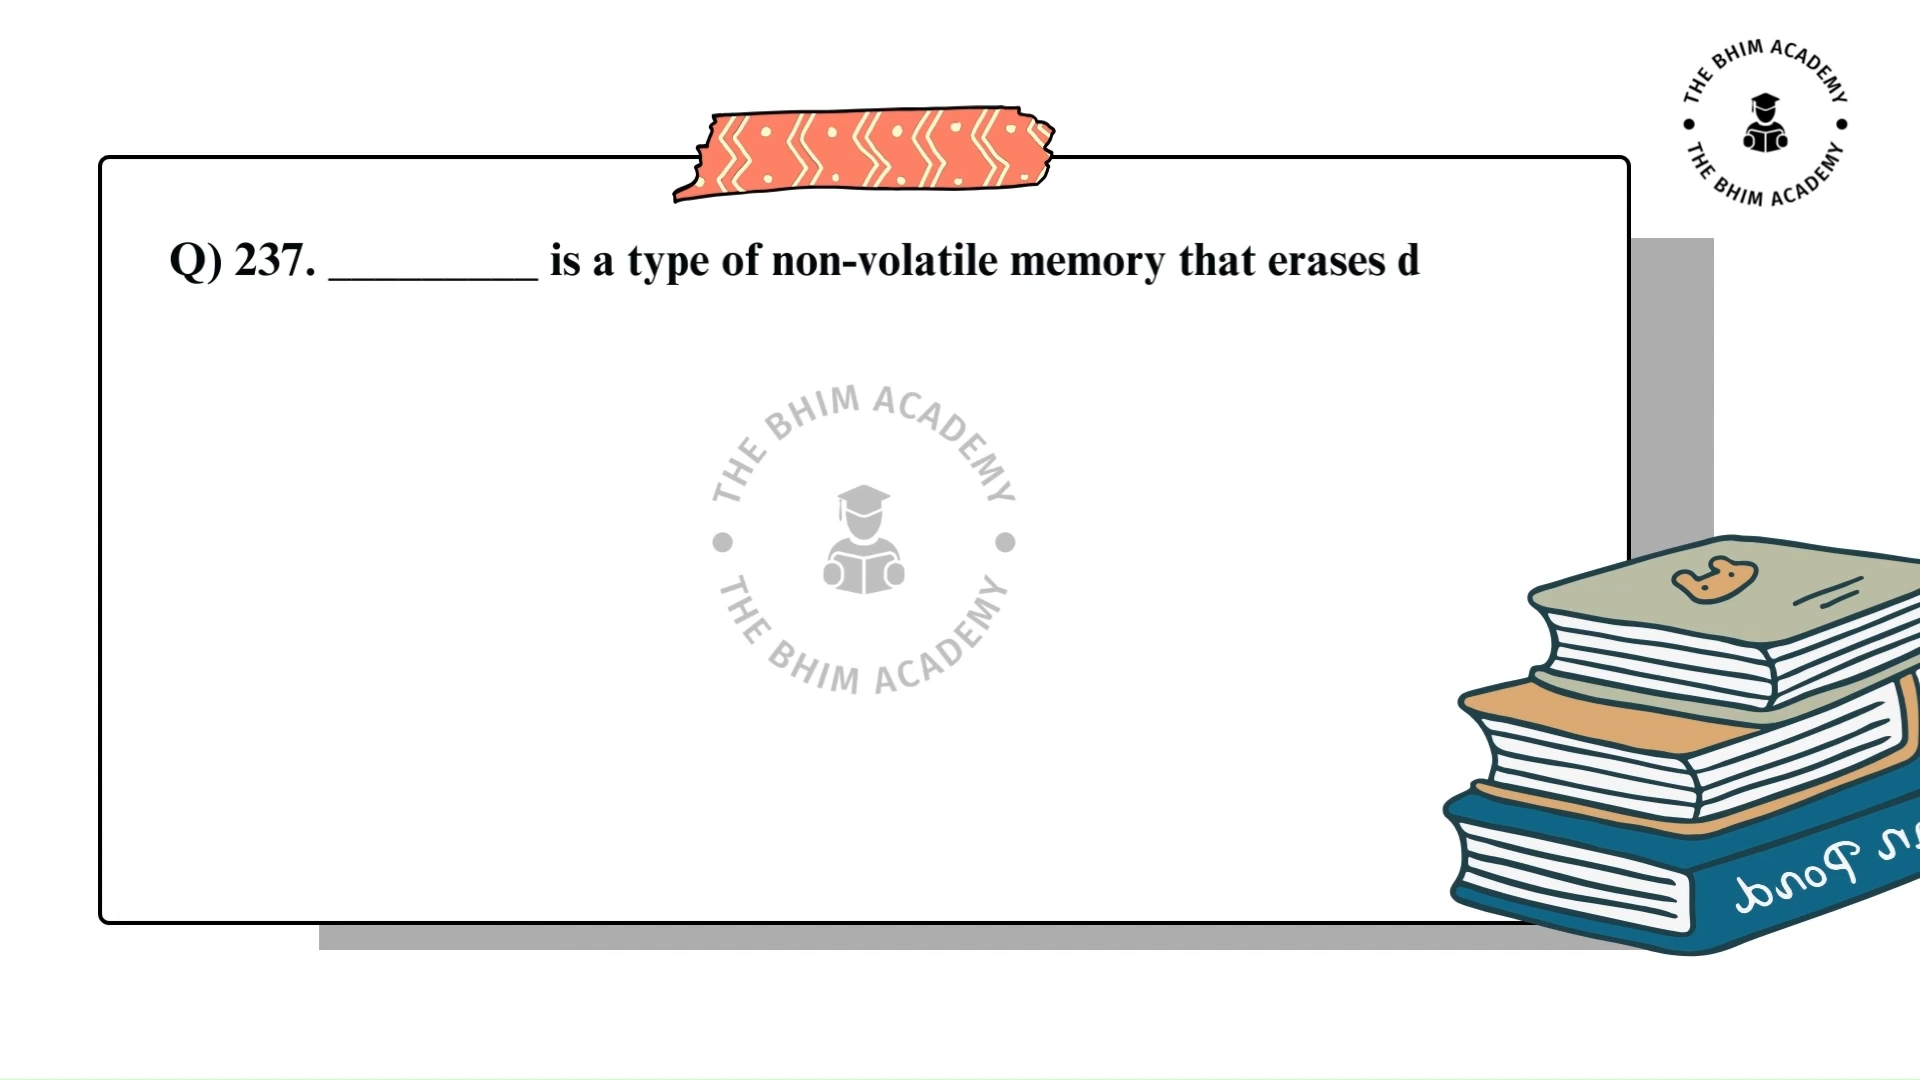 THE BHIM ACADEMY
THE BHIM ACADEMY
Q) 237. _________ is a type of non-volatile memory that erases d
THE BHIM ACADEMY
THE BHIM ACADEMY